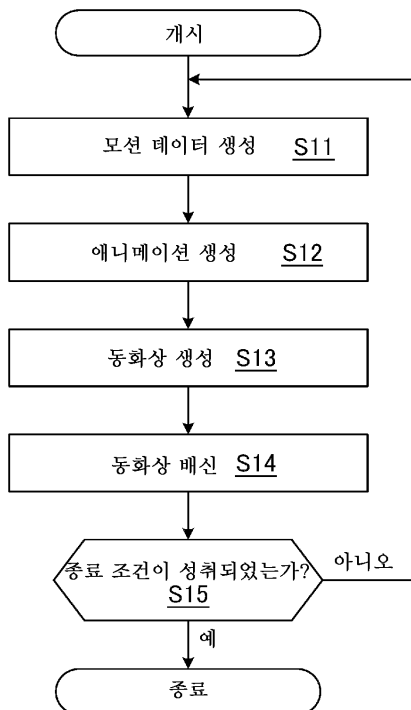 개시
모션 데이터 생성 S11
애니메이션 생성 S12
동화상 생성 S13
동화상 배신 S14
종료 조건이 성취되었는가? 아니오
S15
예
종료